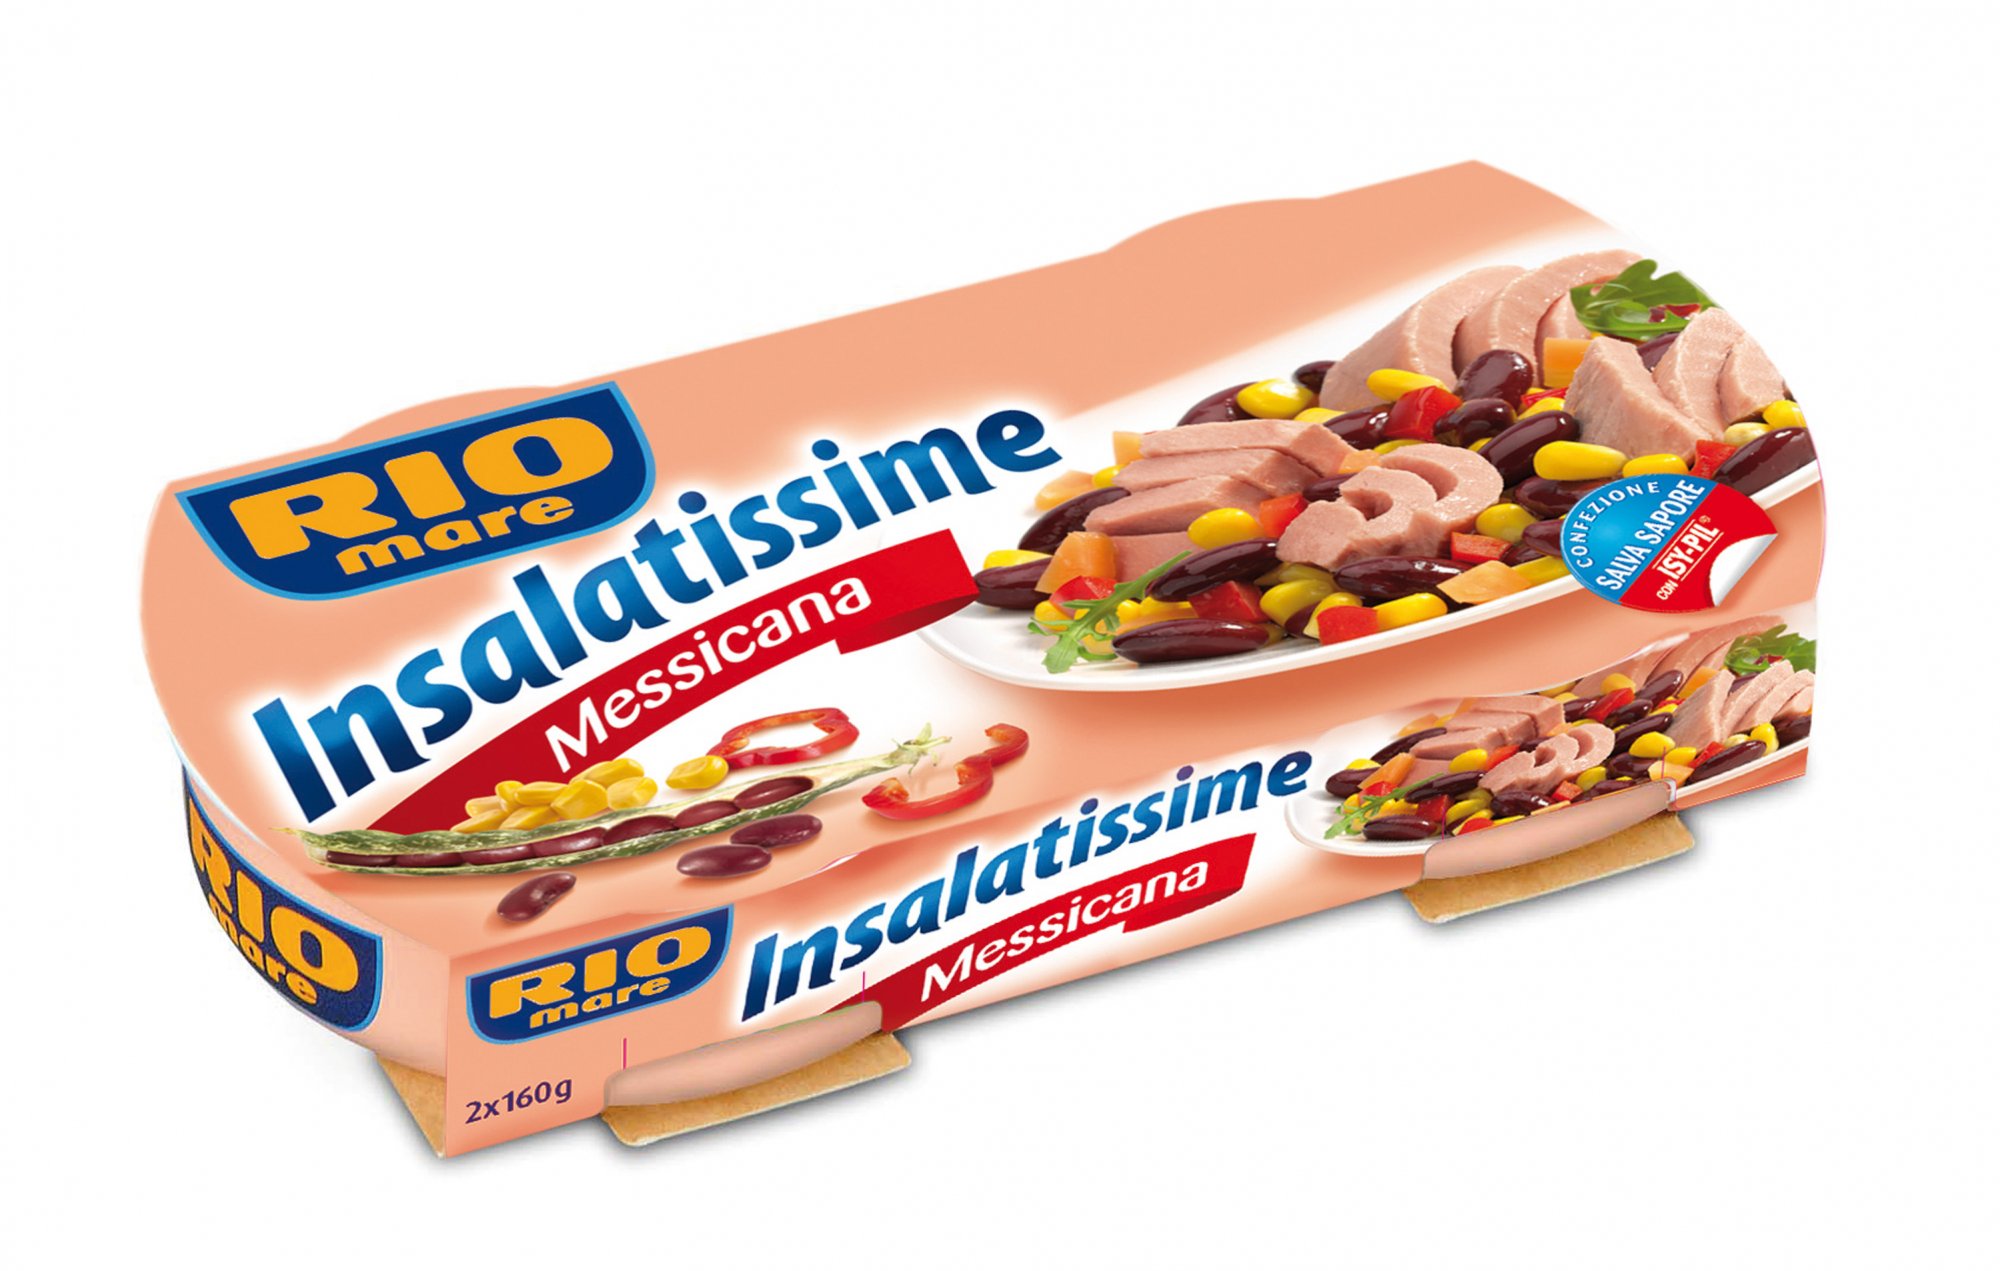 RIO
mare
Insalatissime
Messicana
CONFEZIONE
SALVA SAPORE
CON ISY-PIL®
RIO
mare
RIO
mare
Insalatissime
Messicana
2x160g